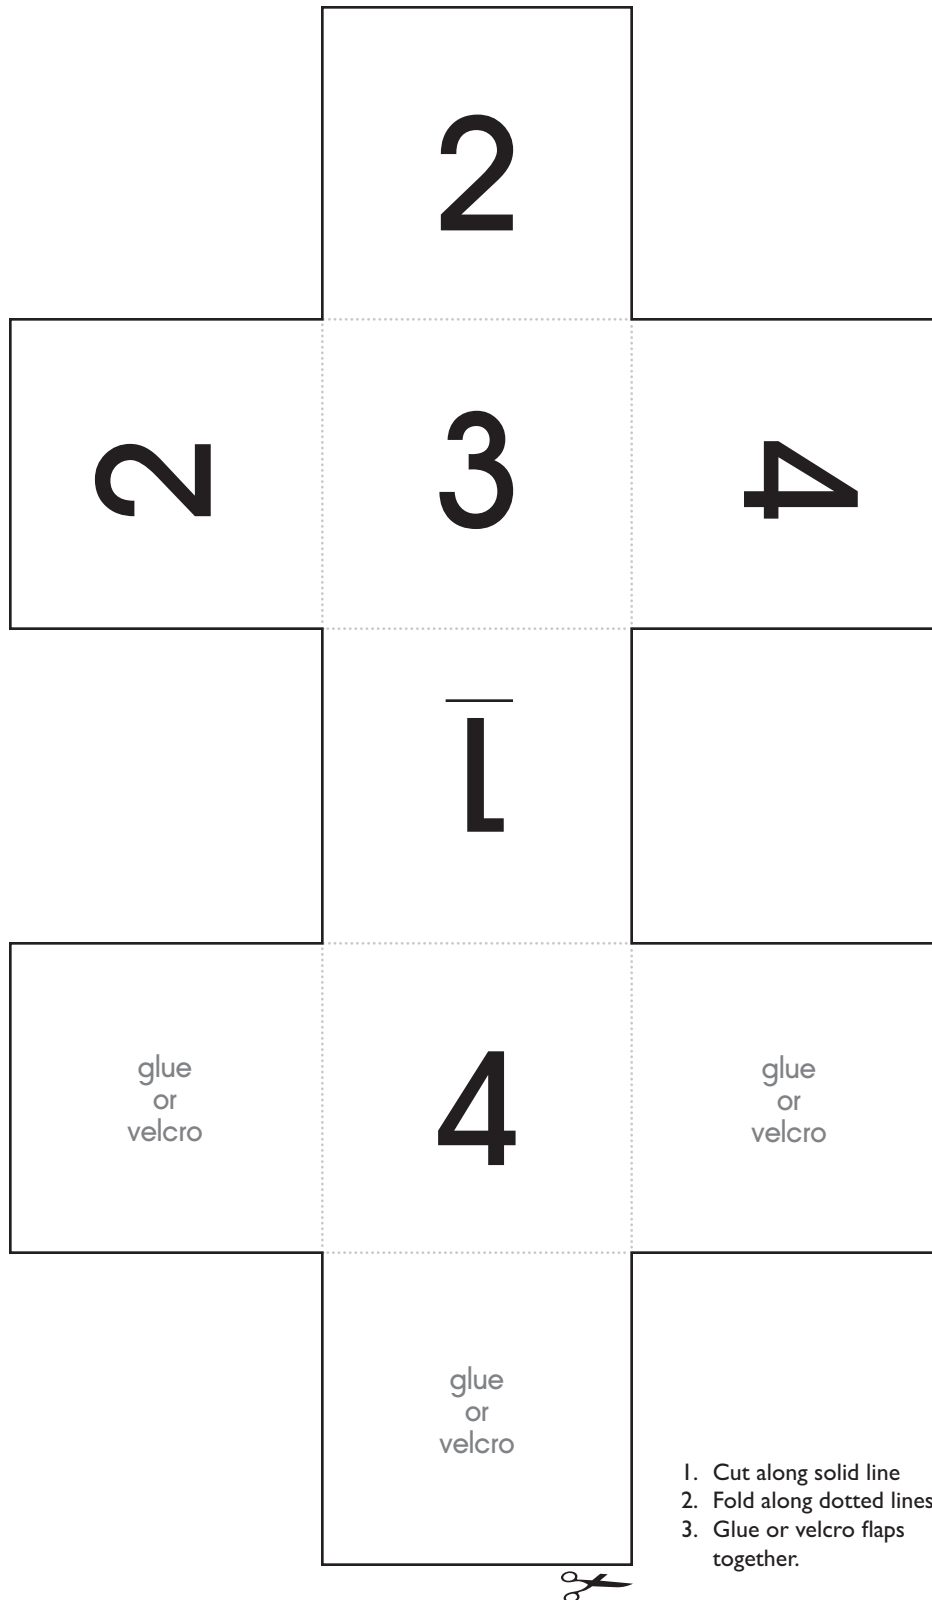 2
2 3 4
1
4
glue
or
velcro
glue
or
velcro
glue
or
velcro
1. Cut along solid line
2. Fold along dotted lines
3. Glue or velcro flaps
together.